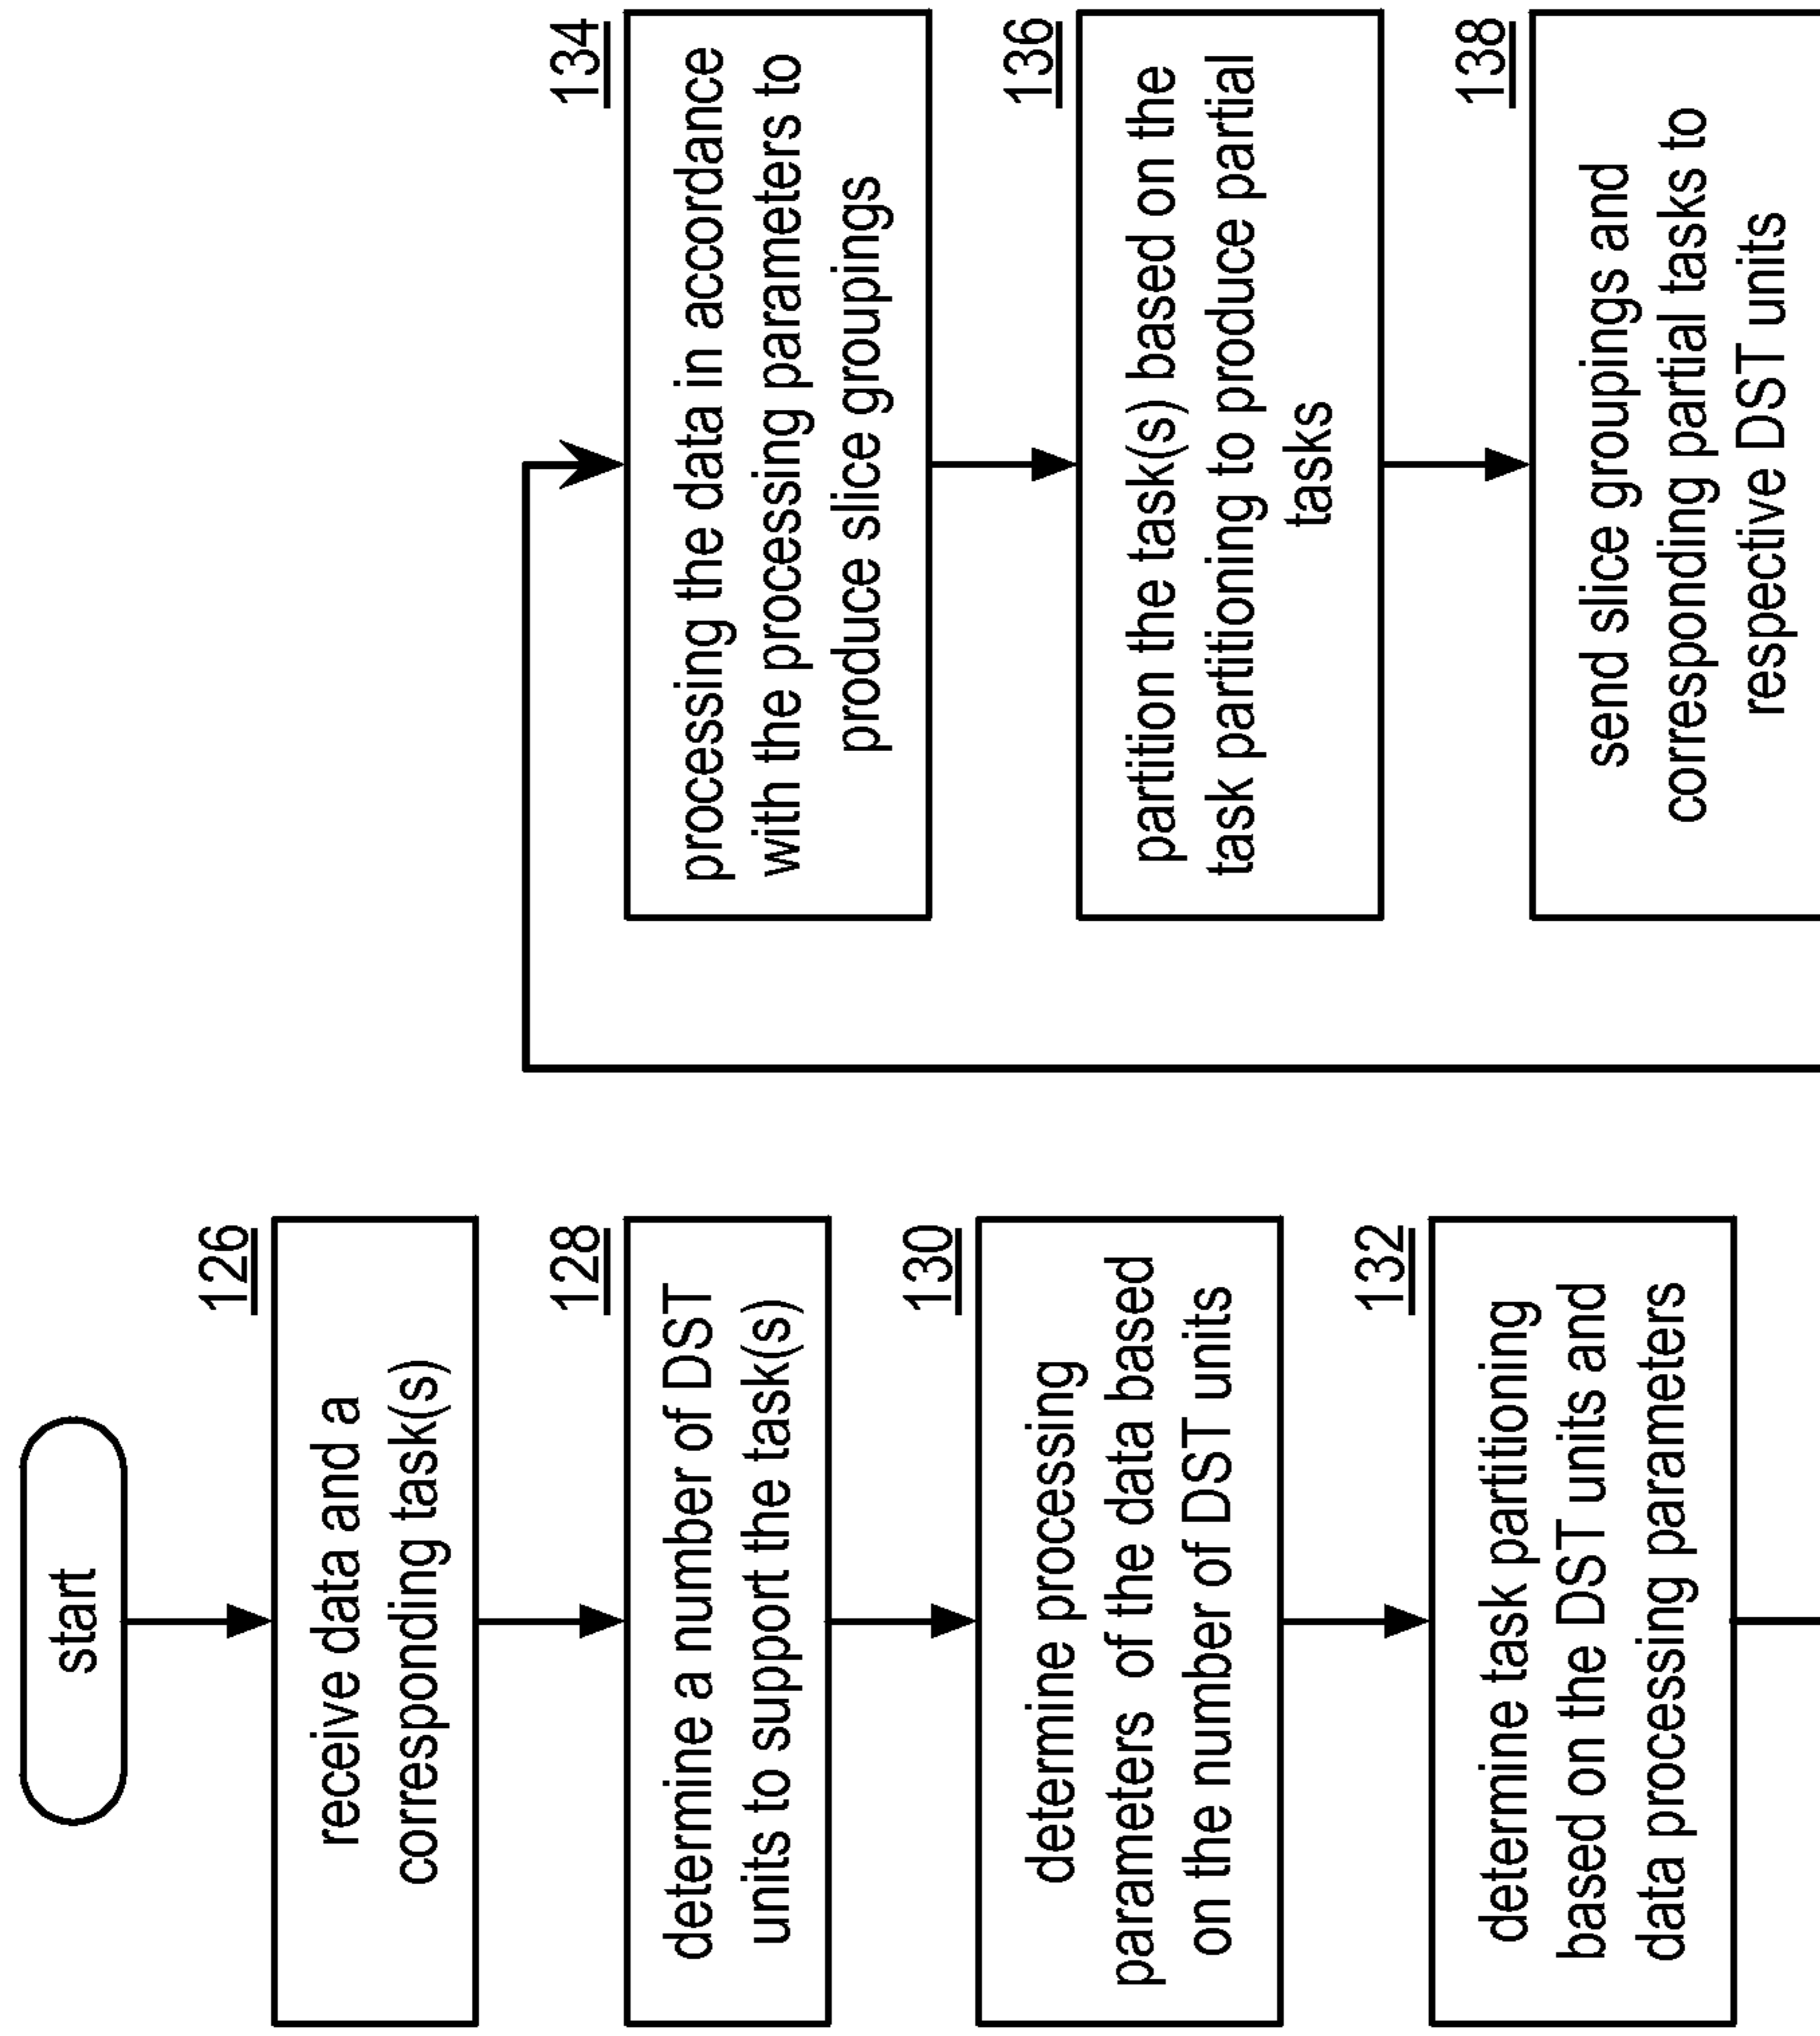 start
126
receive data and a
corresponding task(s)
128
determine a number of DST
units to support the task(s)
130
determine processing
parameters of the data based
on the number of DST units
132
determine task partitioning
based on the DST units and
data processing parameters
134
processing the data in accordance
with the processing parameters to
produce slice groupings
136
partition the task(s) based on the
task partitioning to produce partial
tasks
138
send slice groupings and
corresponding partial tasks to
respective DST units